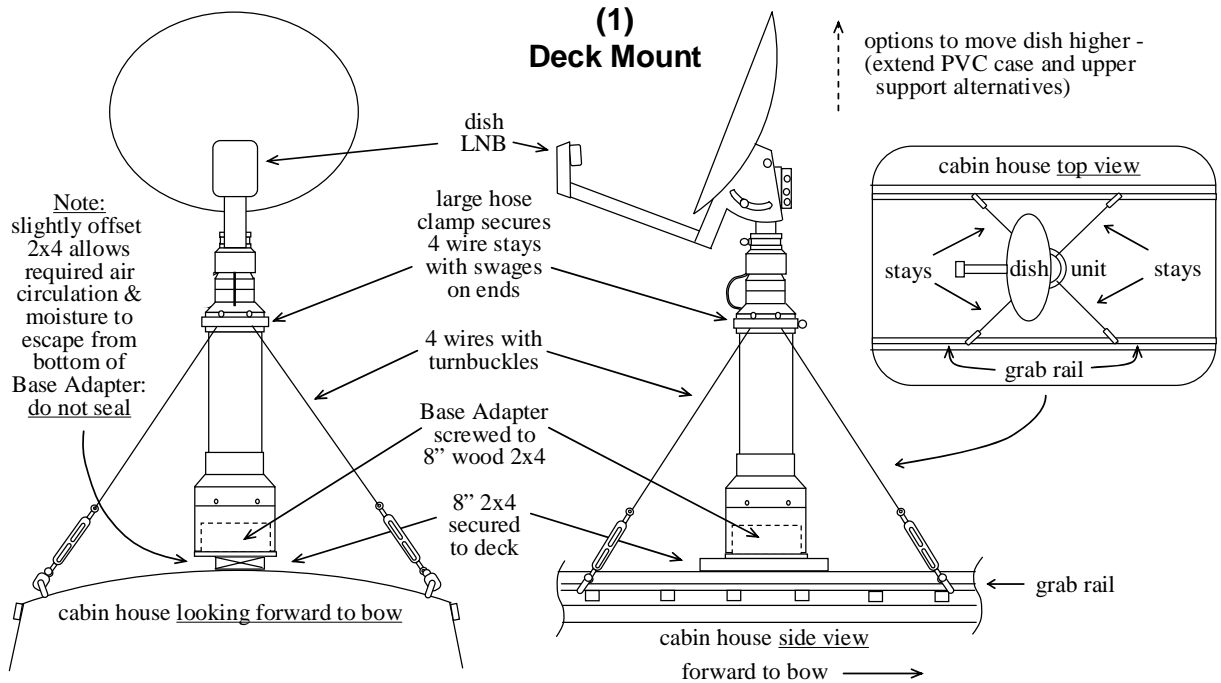 (1)
Deck Mount
options to move dish higher -
(extend PVC case and upper
support alternatives)
dish
LNB
Note:
slightly offset
2x4 allows
required air
circulation &
moisture to
escape from
bottom of
Base Adapter:
do not seal
large hose
clamp secures
4 wire stays
with swages
on ends
4 wires with
turnbuckles
Base Adapter
screwed to
8” wood 2x4
8” 2x4
secured
to deck
cabin house top view
stays
dish
unit
stays
grab rail
grab rail
cabin house looking forward to bow
cabin house side view
forward to bow